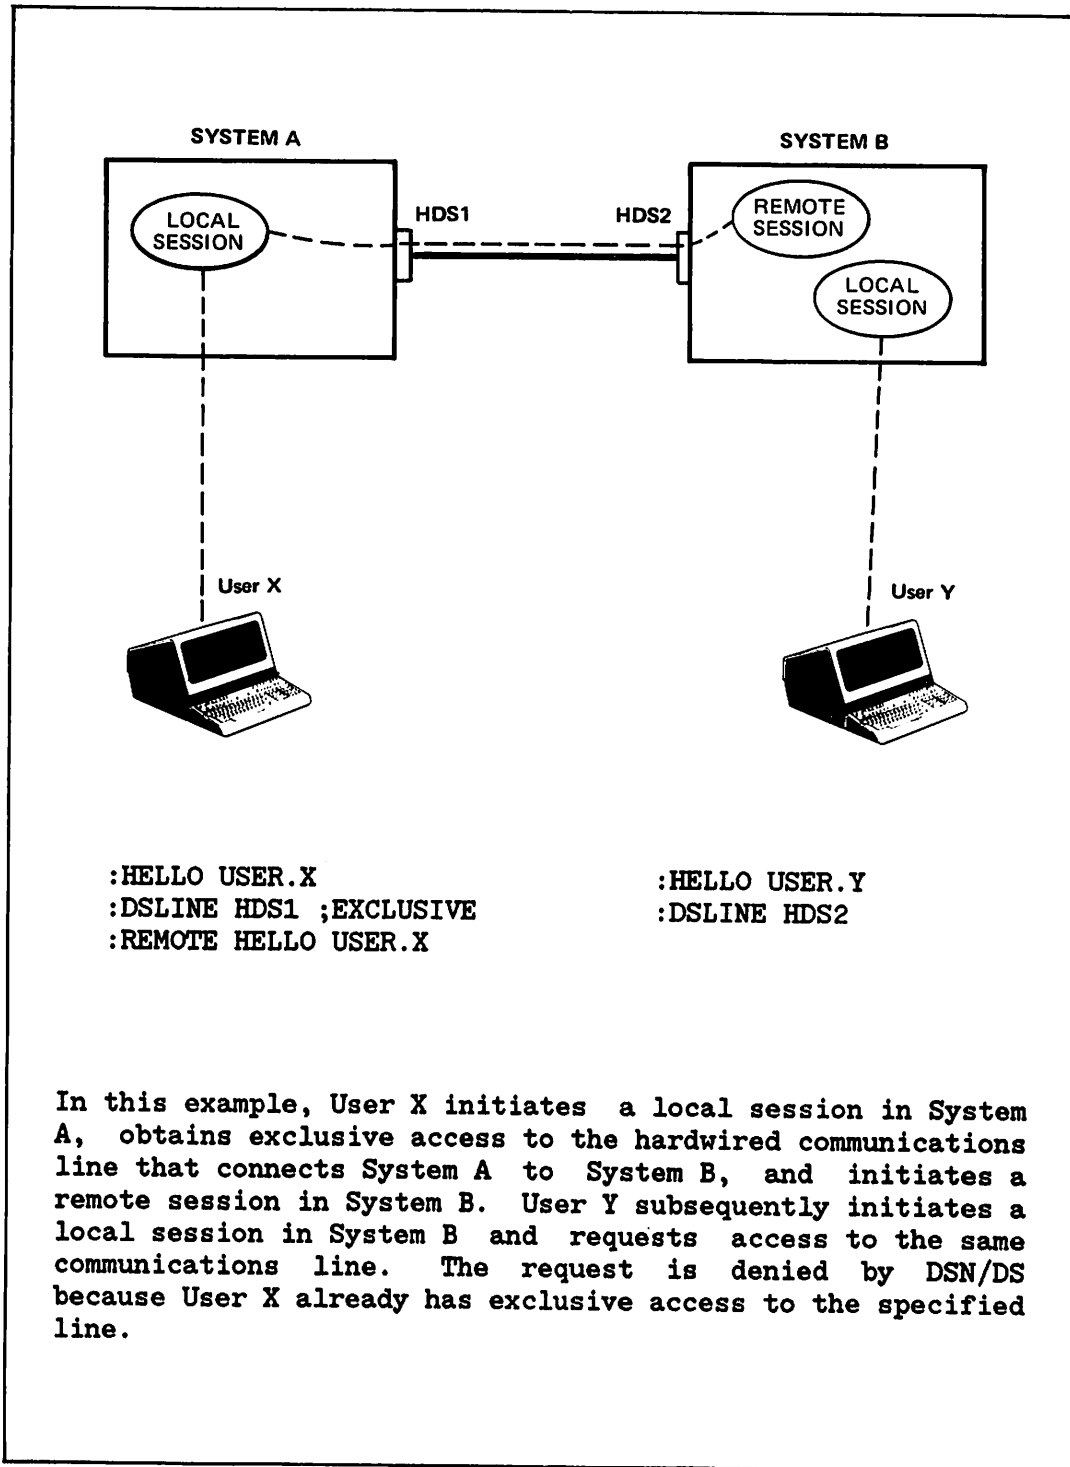 SYSTEM A
SYSTEM B
HDS1
HDS2
LOCAL
SESSION
REMOTE
SESSION
LOCAL
SESSION
User X
User Y
:HELLO USER.X
:DSLINE HDS1 ;EXCLUSIVE
:REMOTE HELLO USER.X
:HELLO USER.Y
:DSLINE HDS2
In this example, User X initiates a local session in System
A, obtains exclusive access to the hardwired communications
line that connects System A to System B, and initiates a
remote session in System B. User Y subsequently initiates a
local session in System B and requests access to the same
communications line. The request is denied by DSN/DS
because User X already has exclusive access to the specified
line.